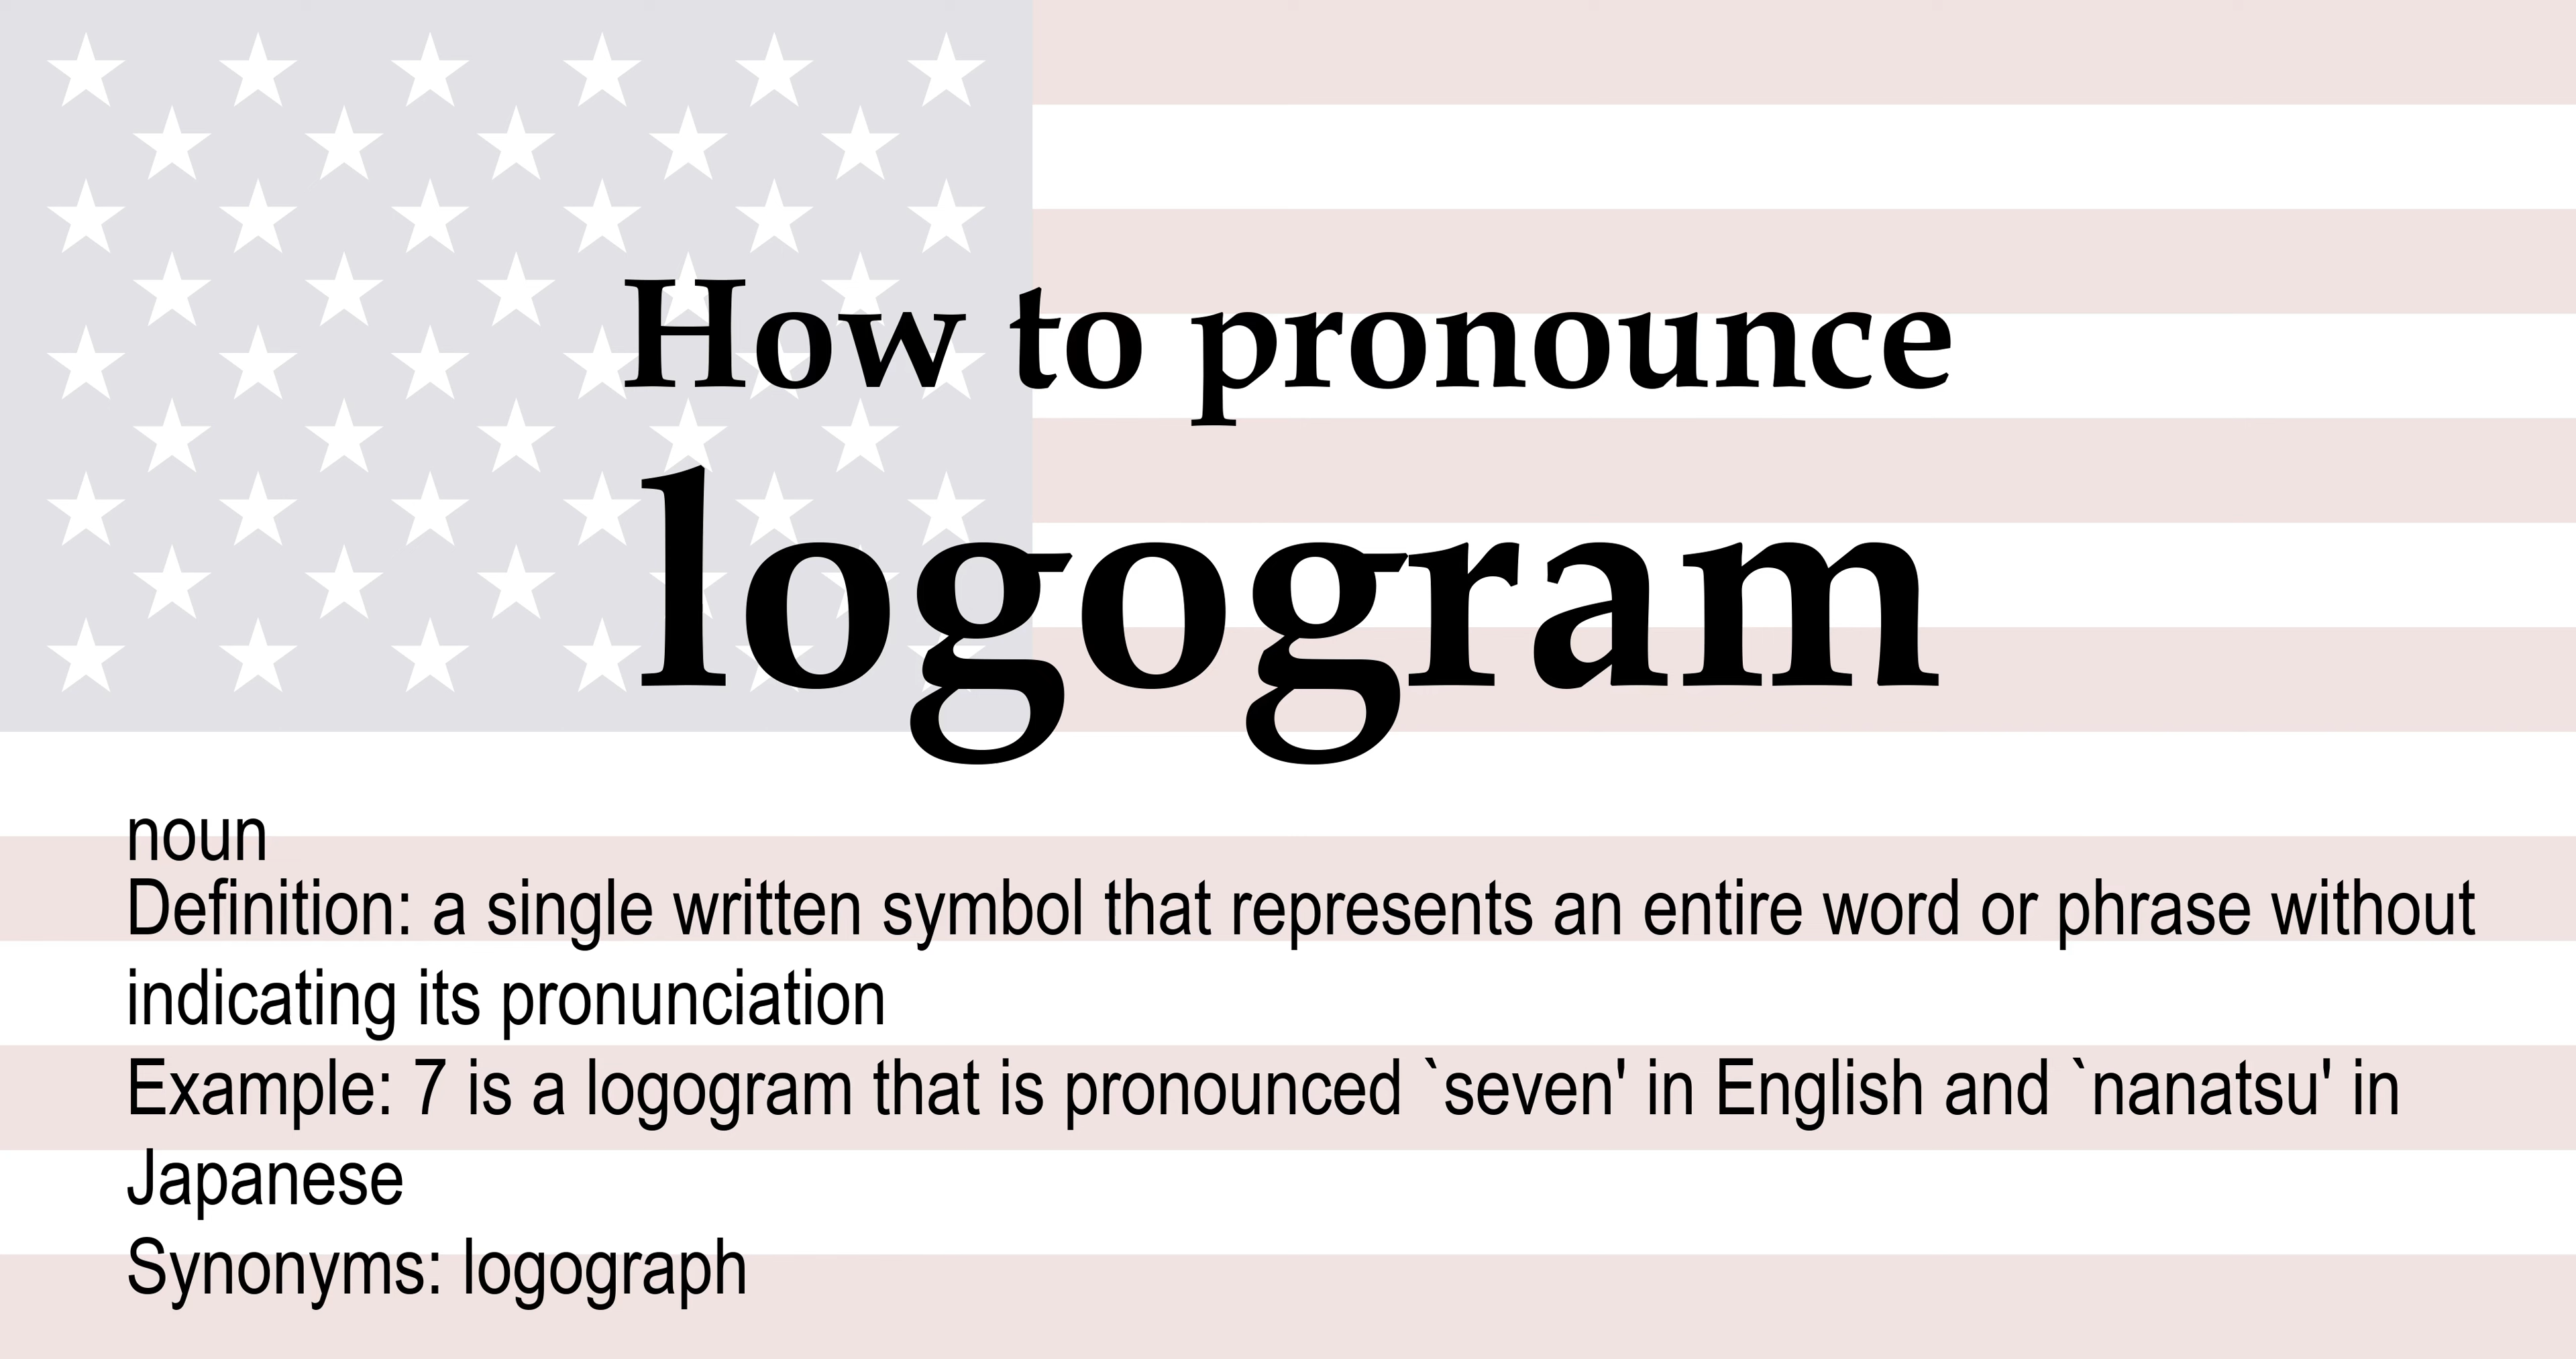 How to pronounce
logogram
noun
Definition: a single written symbol that represents an entire word or phrase without
indicating its pronunciation
Example: 7 is a logogram that is pronounced `seven' in English and `nanatsu' in
Japanese
Synonyms: logograph